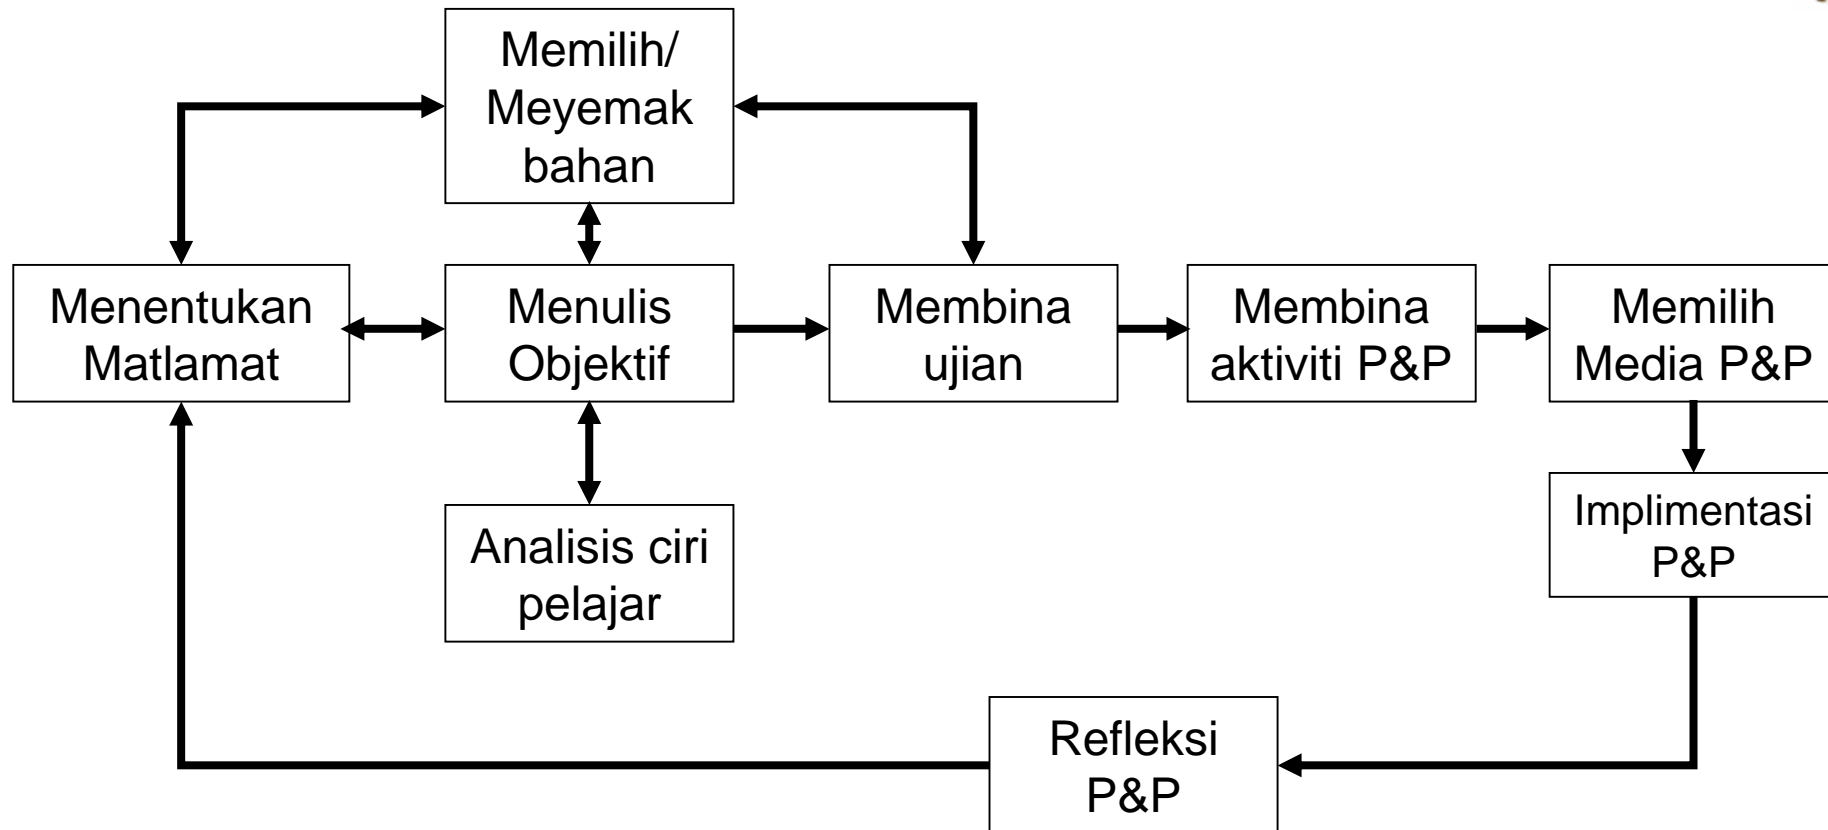 Memilih/
Meyemak
bahan
Menentukan
Matlamat
Menulis
Objektif
Membina
ujian
Membina
aktiviti P&P
Memilih
Media P&P
Analisis ciri
pelajar
Implimentasi
P&P
Refleksi
P&P